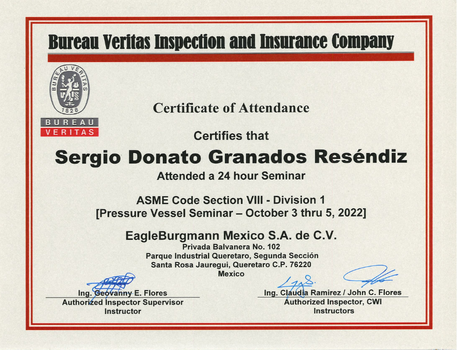 Bureau Veritas Inspection and Insurance Company
BUREAU VERITAS
1828
BUREAU
VERITAS
Certificate of Attendance
Certifies that
Sergio Donato Granados Reséndiz
Attended a 24 hour Seminar
ASME Code Section VIII - Division 1
[Pressure Vessel Seminar – October 3 thru 5, 2022]
EagleBurgmann Mexico S.A. de C.V.
Privada Balvanera No. 102
Parque Industrial Queretaro, Segunda Sección
Santa Rosa Jauregui, Queretaro C.P. 76220
Mexico
Ing. Geovanny E. Flores
Authorized Inspector Supervisor
Instructor
Ing. Claudia Ramirez / John C. Flores
Authorized Inspector, CWI
Instructors